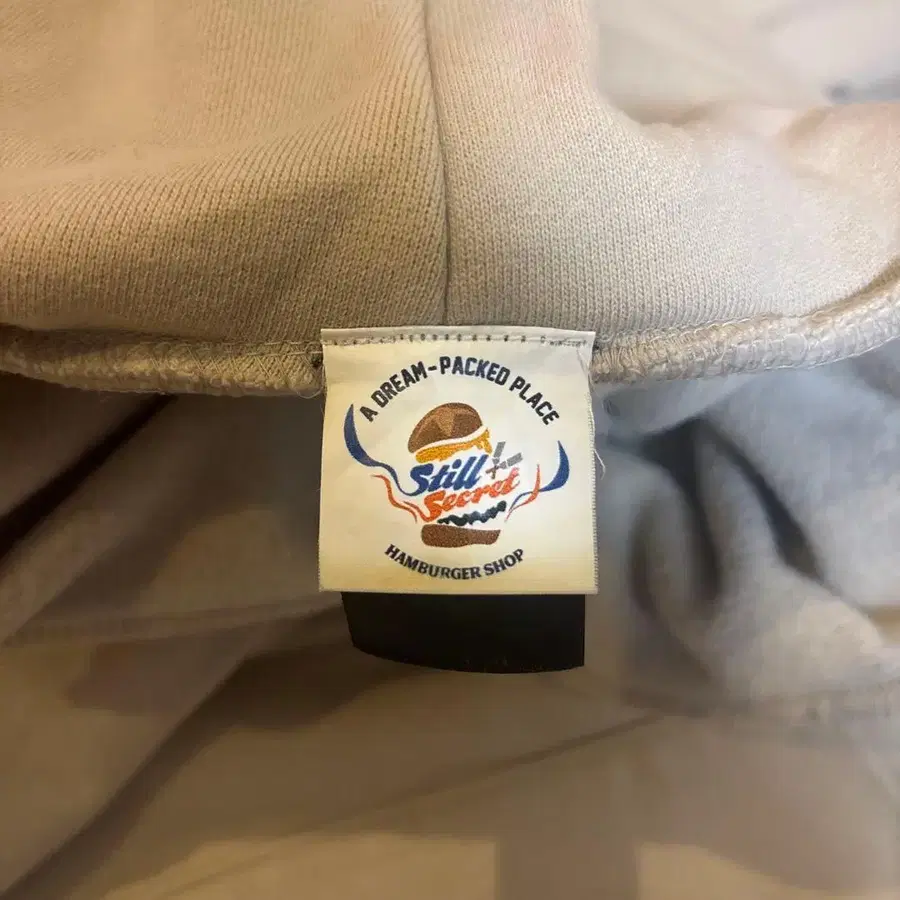 A DREAM-PACKED PLACE
Still
Secret
HAMBURGER SHOP